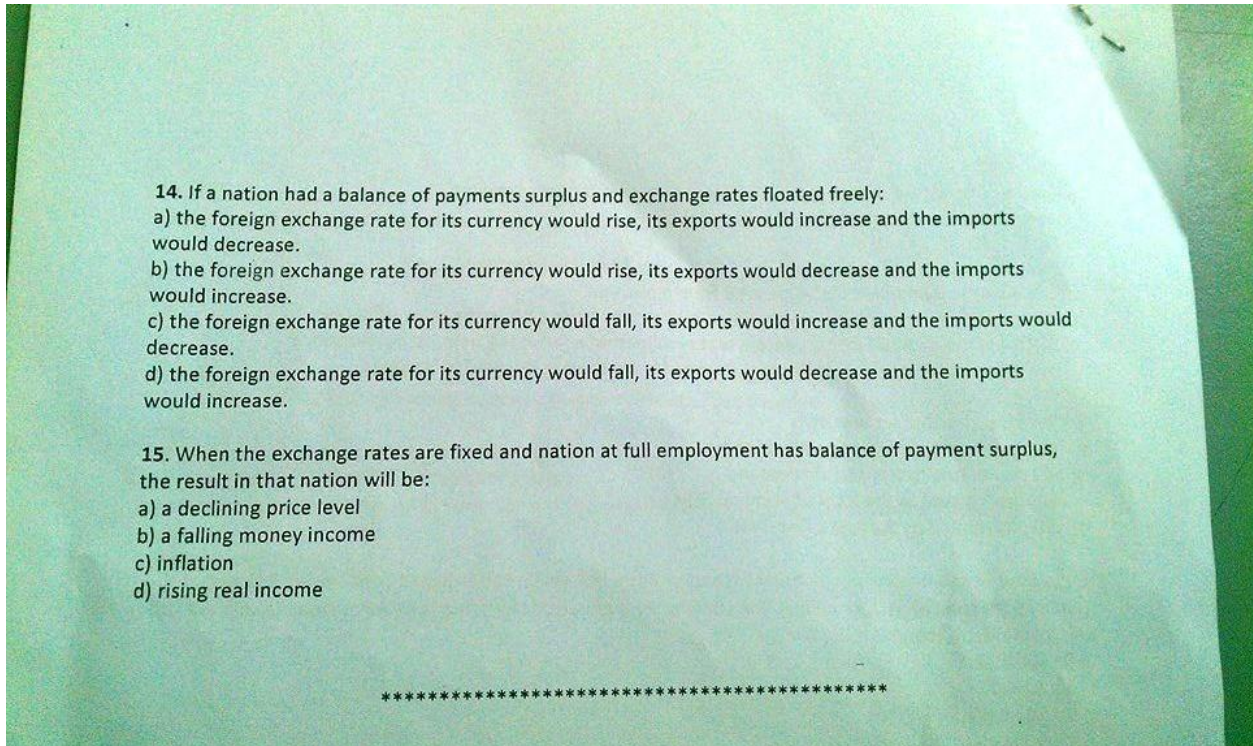 14. If a nation had a balance of payments surplus and exchange rates floated freely:
a) the foreign exchange rate for its currency would rise, its exports would increase and the imports
would decrease.
b) the foreign exchange rate for its currency would rise, its exports would decrease and the imports
would increase.
c) the foreign exchange rate for its currency would fall, its exports would increase and the imports would
decrease.
d) the foreign exchange rate for its currency would fall, its exports would decrease and the imports
would increase.
15. When the exchange rates are fixed and nation at full employment has balance of payment surplus,
the result in that nation will be:
a) a declining price level
b) a falling money income
c) inflation
d) rising real income
********************************************